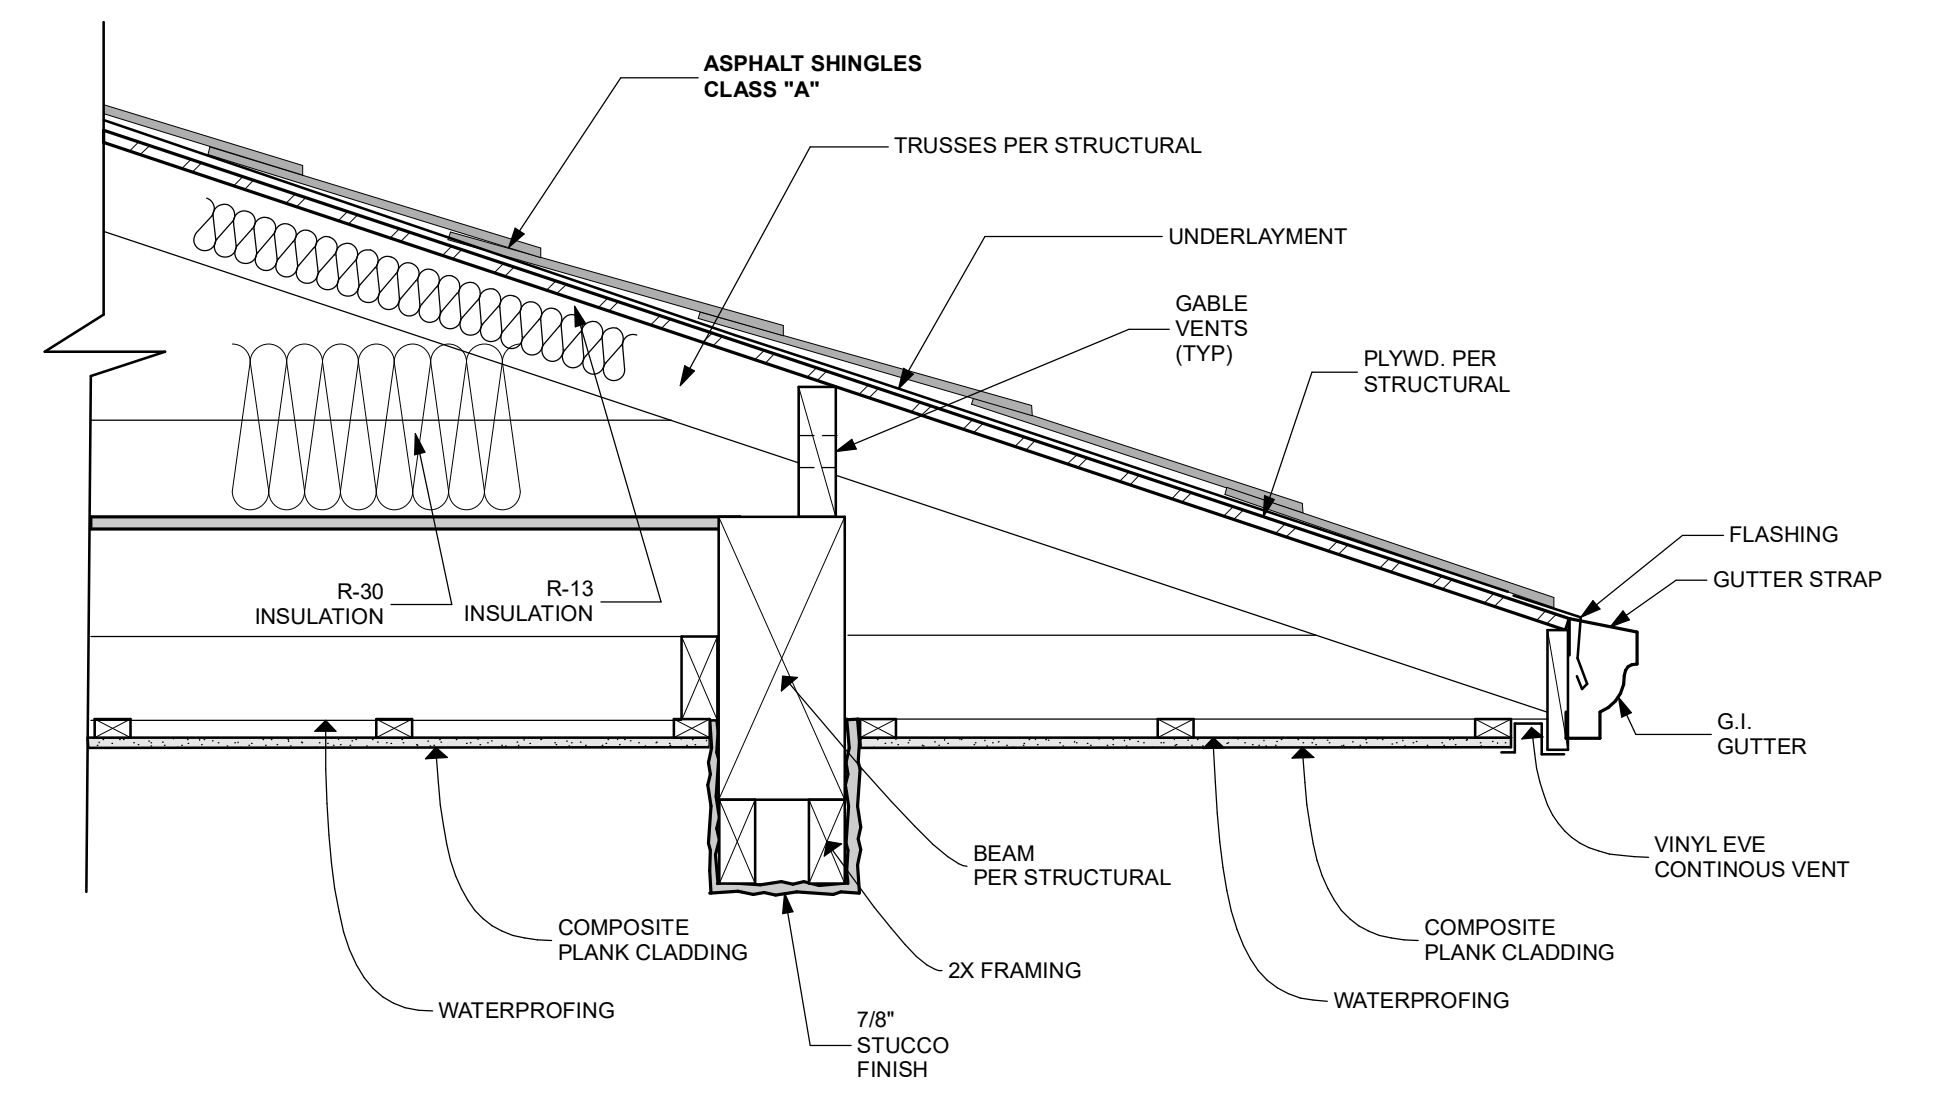 ASPHALT SHINGLES
CLASS "A"
TRUSSES PER STRUCTURAL
UNDERLAYMENT
GABLE
VENTS
(TYP)
PLYWD. PER
STRUCTURAL
FLASHING
GUTTER STRAP
R-30
INSULATION
R-13
INSULATION
G.I.
GUTTER
VINYL EVE
CONTINOUS VENT
BEAM
PER STRUCTURAL
COMPOSITE
PLANK CLADDING
COMPOSITE
PLANK CLADDING
2X FRAMING
WATERPROFING
WATERPROFING
7/8"
STUCCO
FINISH